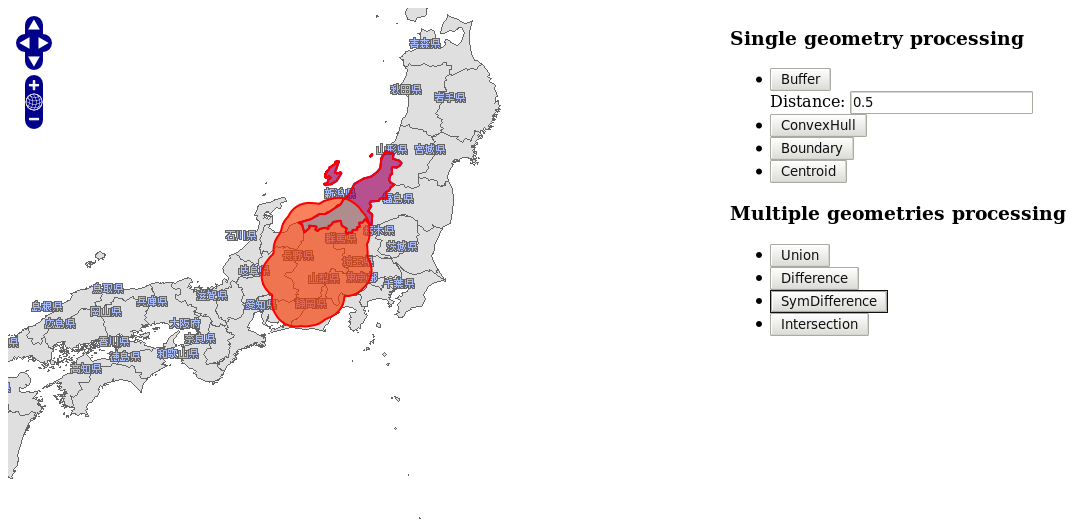 Single geometry processing
Buffer
Distance: 0.5
ConvexHull
Boundary
Centroid
Multiple geometries processing
Union
Difference
SymDifference
Intersection
青森県
秋田県
岩手県
山形県 宮城県
新潟県
福島県
石川県
群馬県
栃木県
茨城県
長野県
埼玉県
岐阜県
山梨県
東京都
千葉県
愛知県
静岡県
鳥取県
滋賀県
島根県
岡山県
兵庫県
広島県
大阪府
奈良県
香川県
徳島県
和歌山県
高知県